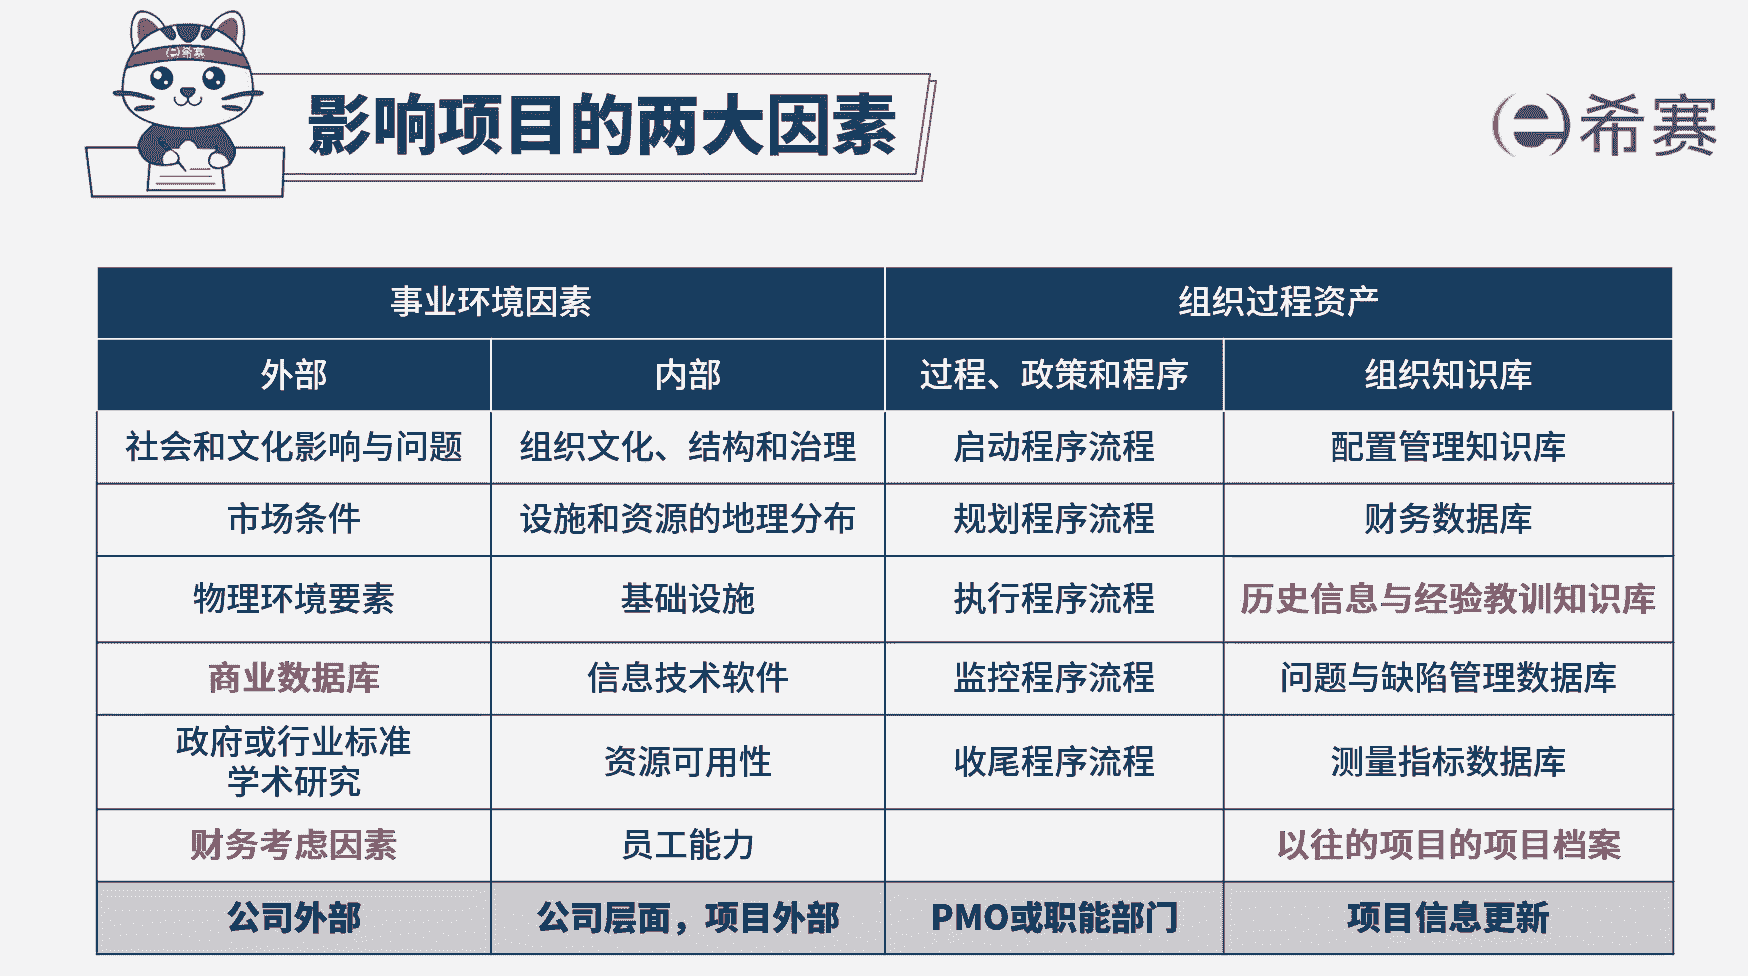 希赛
影响项目的两大因素
希赛
事业环境因素
组织过程资产
外部
内部
过程、政策和程序
组织知识库
社会和文化影响与问题
组织文化、结构和治理
启动程序流程
配置管理知识库
市场条件
设施和资源的地理分布
规划程序流程
财务数据库
物理环境要素
基础设施
执行程序流程
历史信息与经验教训知识库
商业数据库
信息技术软件
监控程序流程
问题与缺陷管理数据库
政府或行业标准
学术研究
资源可用性
收尾程序流程
测量指标数据库
财务考虑因素
员工能力
以往的项目的项目档案
公司外部
公司层面，项目外部
PMO或职能部门
项目信息更新